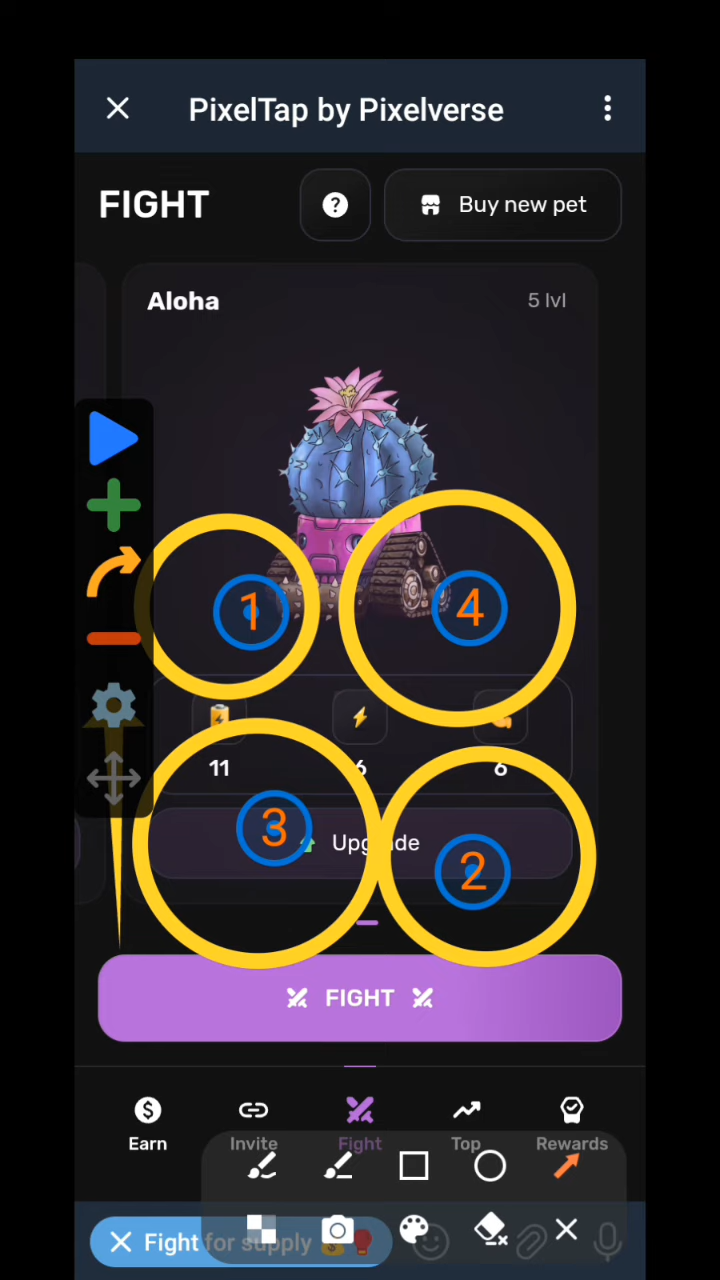 PixelTap by Pixelverse
FIGHT
? Buy new pet
Aloha 5 lvl
1 4
11 6 6
3 Upgrade 2
FIGHT
Earn Invite Fight Top Rewards
Fight for supply